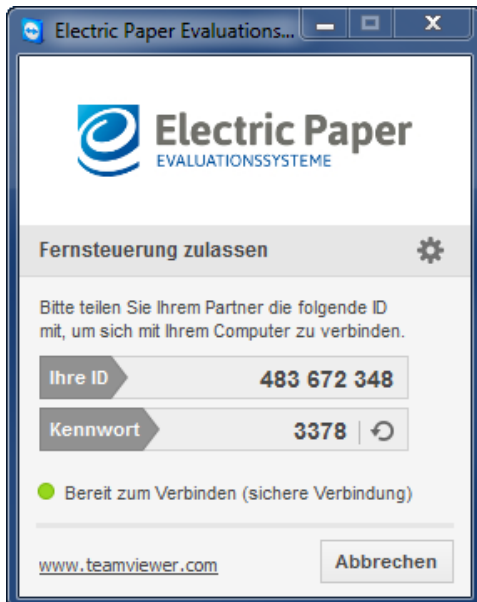 Electric Paper Evaluations...
Electric Paper
EVALUATIONSSYSTEME
Fernsteuerung zulassen
Bitte teilen Sie Ihrem Partner die folgende ID
mit, um sich mit Ihrem Computer zu verbinden.
Ihre ID 483 672 348
Kennwort 3378
Bereit zum Verbinden (sichere Verbindung)
www.teamviewer.com Abbrechen